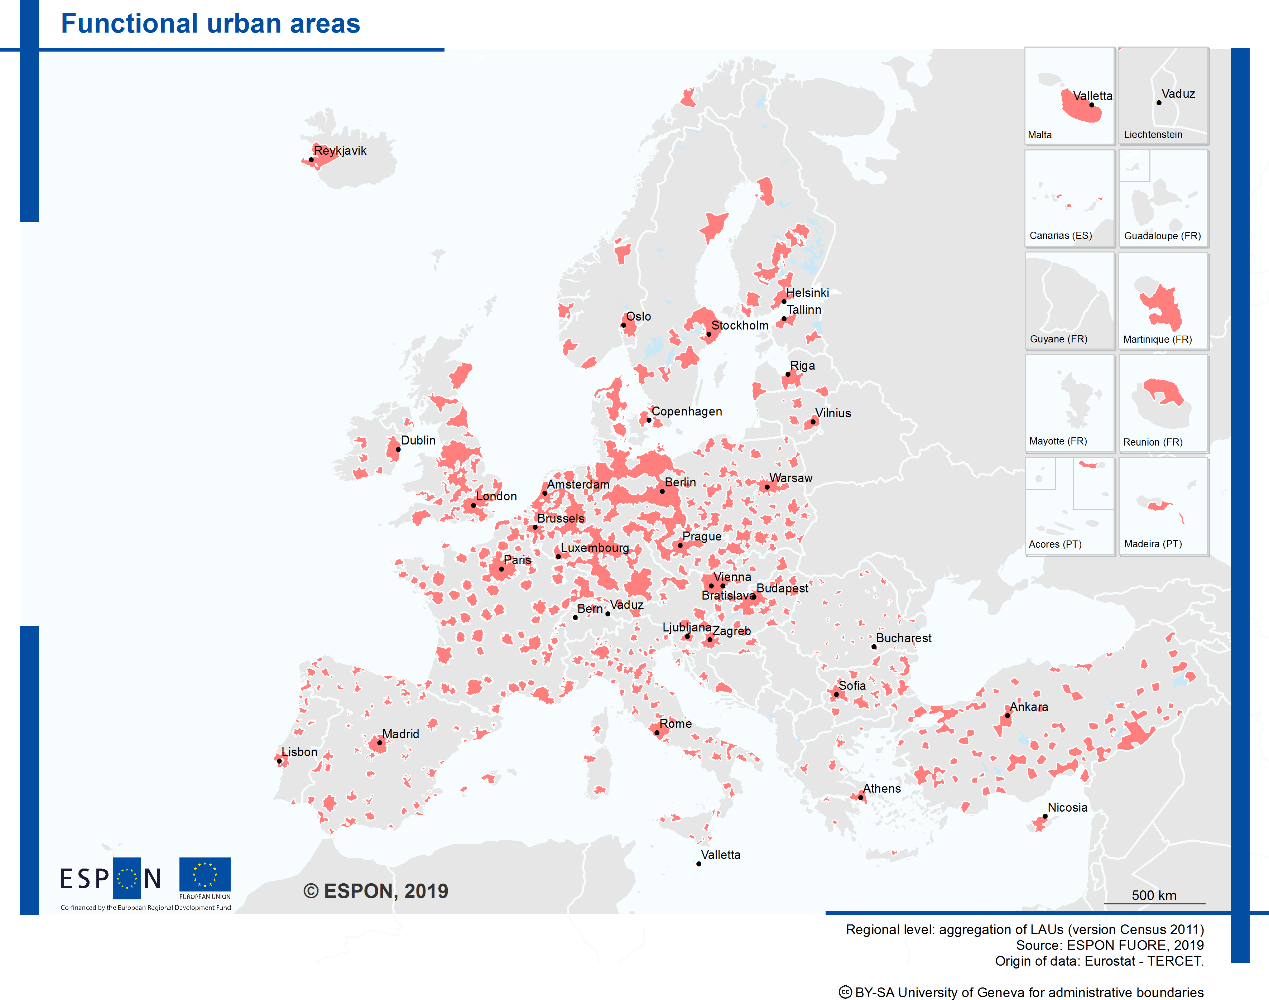 Functional urban areas
Valletta
Malta
Vaduz
Liechtenstein
Reykjavik
Canarias (ES)
Guadaloupe (FR)
Guyane (FR)
Martinique (FR)
Mayotte (FR)
Reunion (FR)
Acores (PT)
Madeira (PT)
Helsinki
Tallinn
Oslo
Stockholm
Riga
Copenhagen
Vilnius
Dublin
London
Amsterdam
Berlin
Warsaw
Brussels
Prague
Luxembourg
Paris
Vienna
Bratislava
Budapest
Bern
Vaduz
Ljubljana
Zagreb
Bucharest
Sofia
Ankara
Rome
Madrid
Lisbon
Athens
Nicosia
Valletta
ESPON
EUROPEAN UNION
Co-financed by the European Regional Development Fund
© ESPON, 2019
500 km
Regional level: aggregation of LAUs (version Census 2011)
Source: ESPON FUORE, 2019
Origin of data: Eurostat - TERCET.
cc BY-SA University of Geneva for administrative boundaries